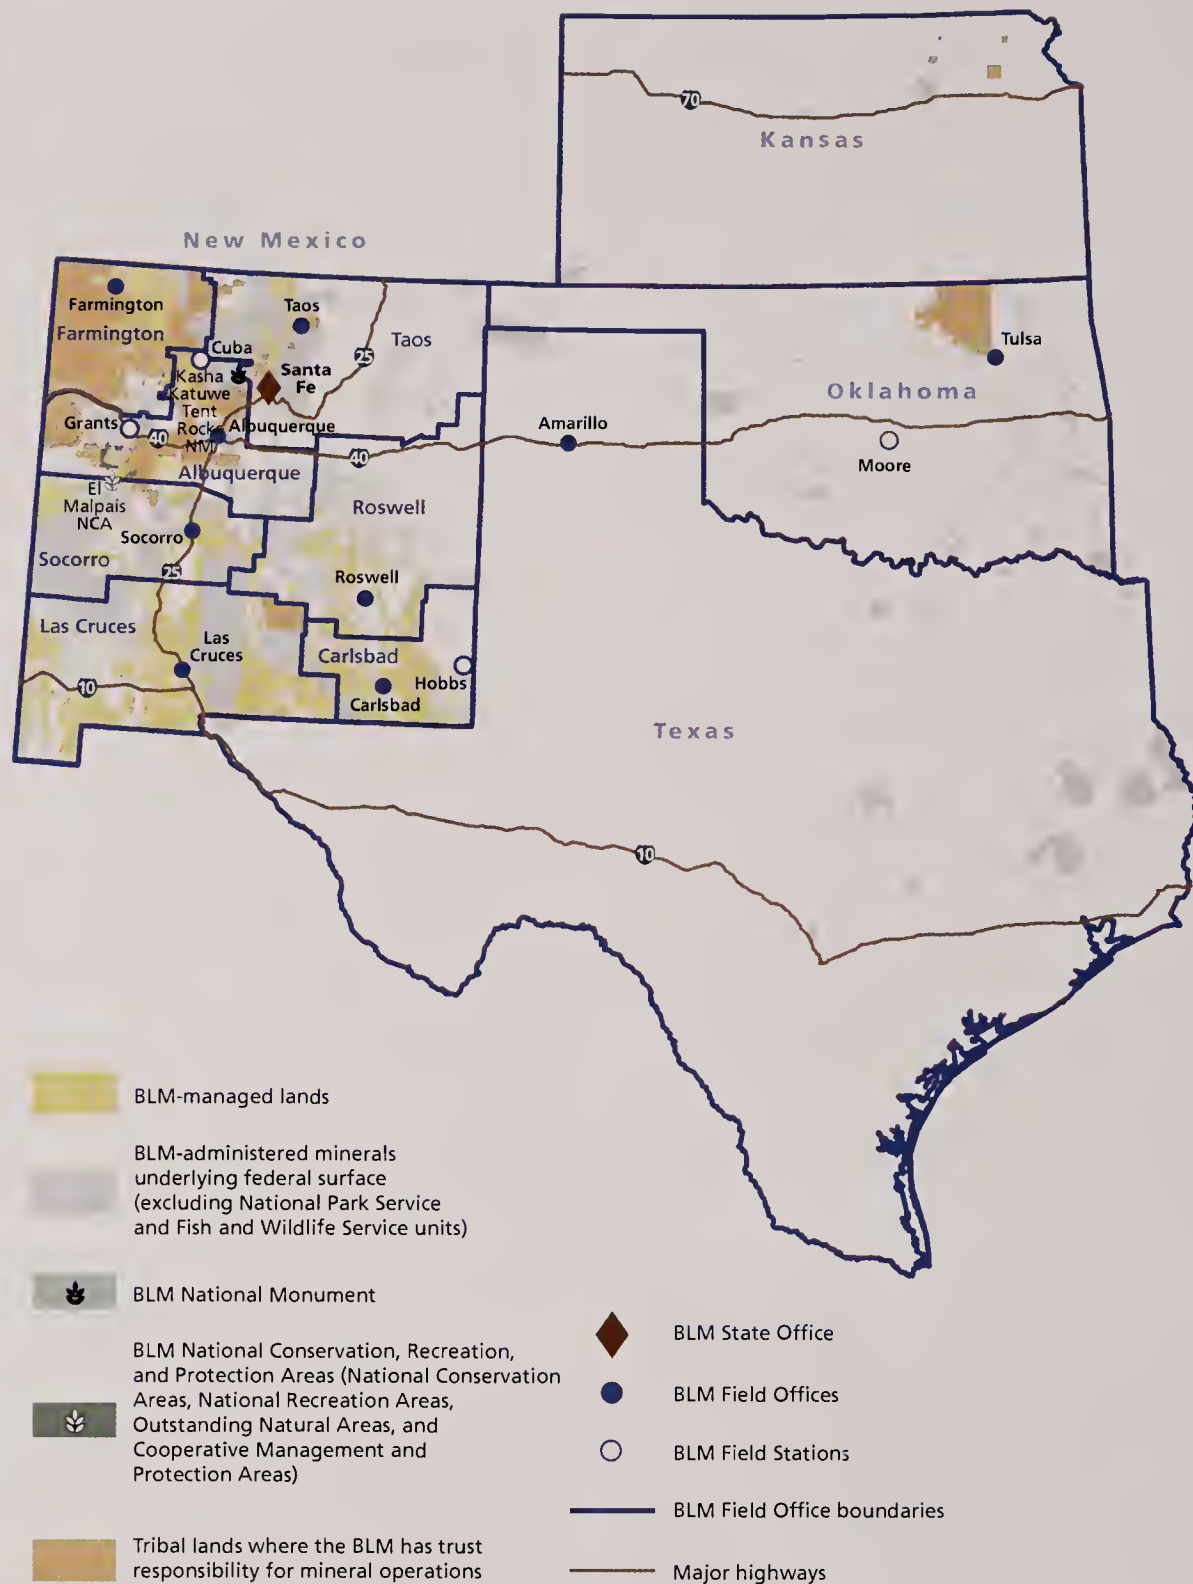 70
Kansas
New Mexico
Farmington
Farmington
Taos
Taos
Cuba
25
Santa
Fe
Kasha
Katuwe
Tent
Rocks
NM
Tulsa
Oklahoma
Grants
40
Albuquerque
Amarillo
Moore
40
Albuquerque
El
Malpais
NCA
Roswell
Socorro
Socorro
25
Roswell
Las Cruces
Las
Cruces
Carlsbad
Hobbs
10
Carlsbad
Texas
10
BLM-managed lands
BLM-administered minerals
underlying federal surface
(excluding National Park Service
and Fish and Wildlife Service units)
BLM National Monument
BLM National Conservation, Recreation,
and Protection Areas (National Conservation
Areas, National Recreation Areas,
Outstanding Natural Areas, and
Cooperative Management and
Protection Areas)
Tribal lands where the BLM has trust
responsibility for mineral operations
BLM State Office
BLM Field Offices
BLM Field Stations
BLM Field Office boundaries
Major highways